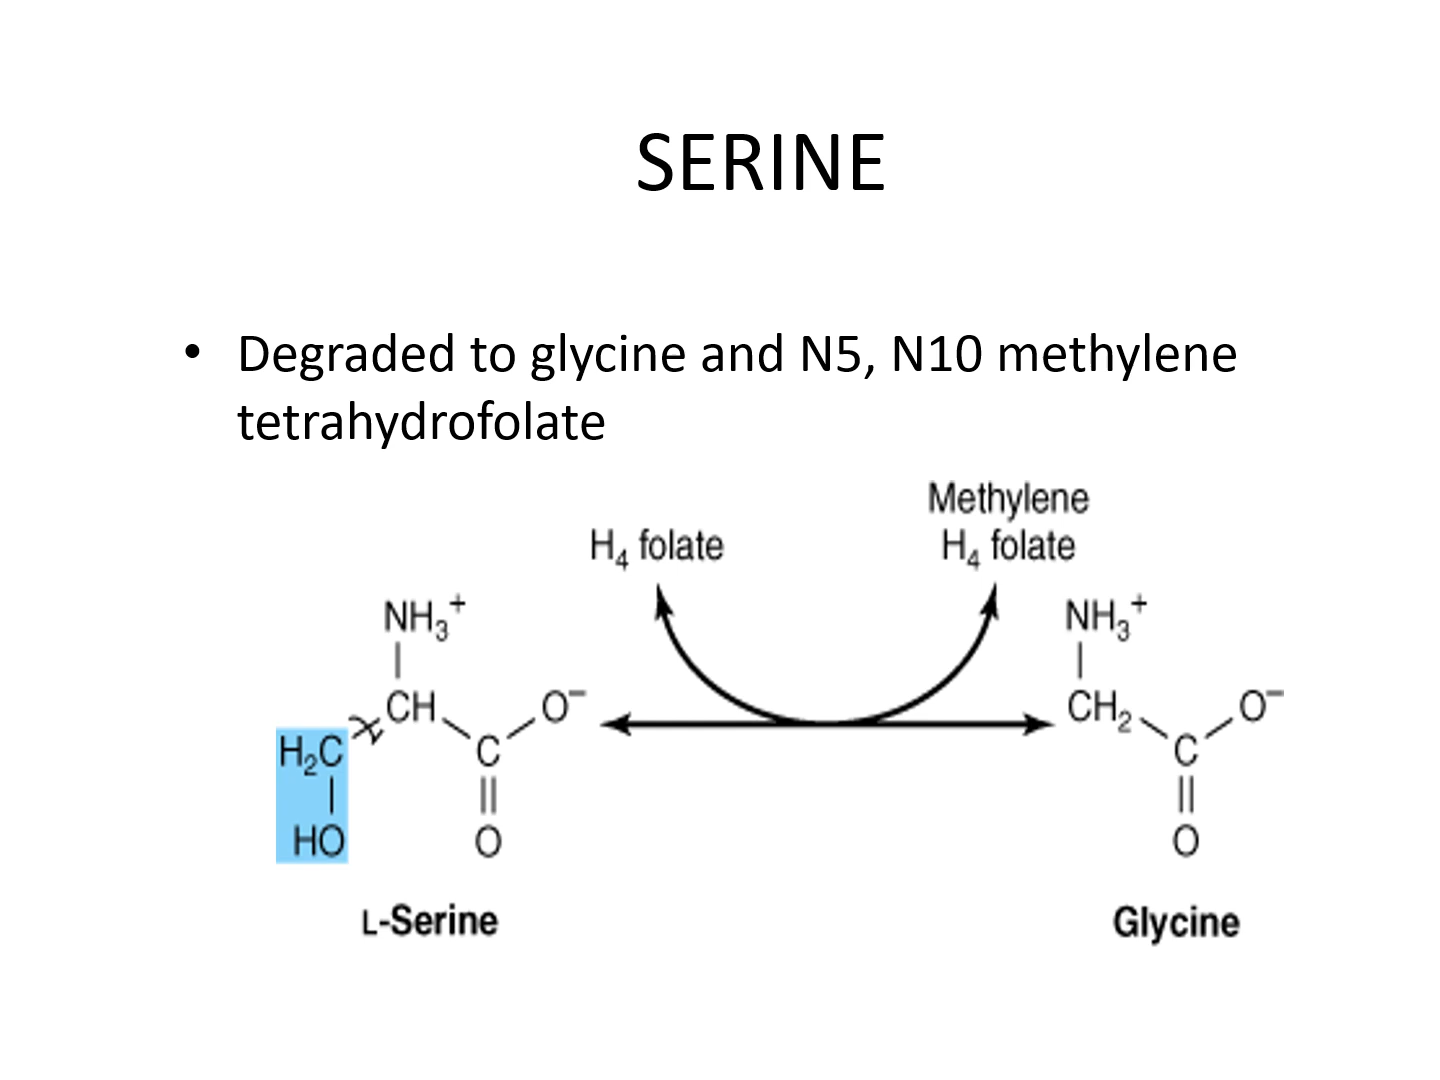 SERINE
• Degraded to glycine and N5, N10 methylene
tetrahydrofolate
Methylene
H₄ folate
H₄ folate
NH₃⁺
NH₃⁺
CH
O⁻
CH₂
O⁻
H₂C
C
C
HO
O
O
L-Serine
Glycine